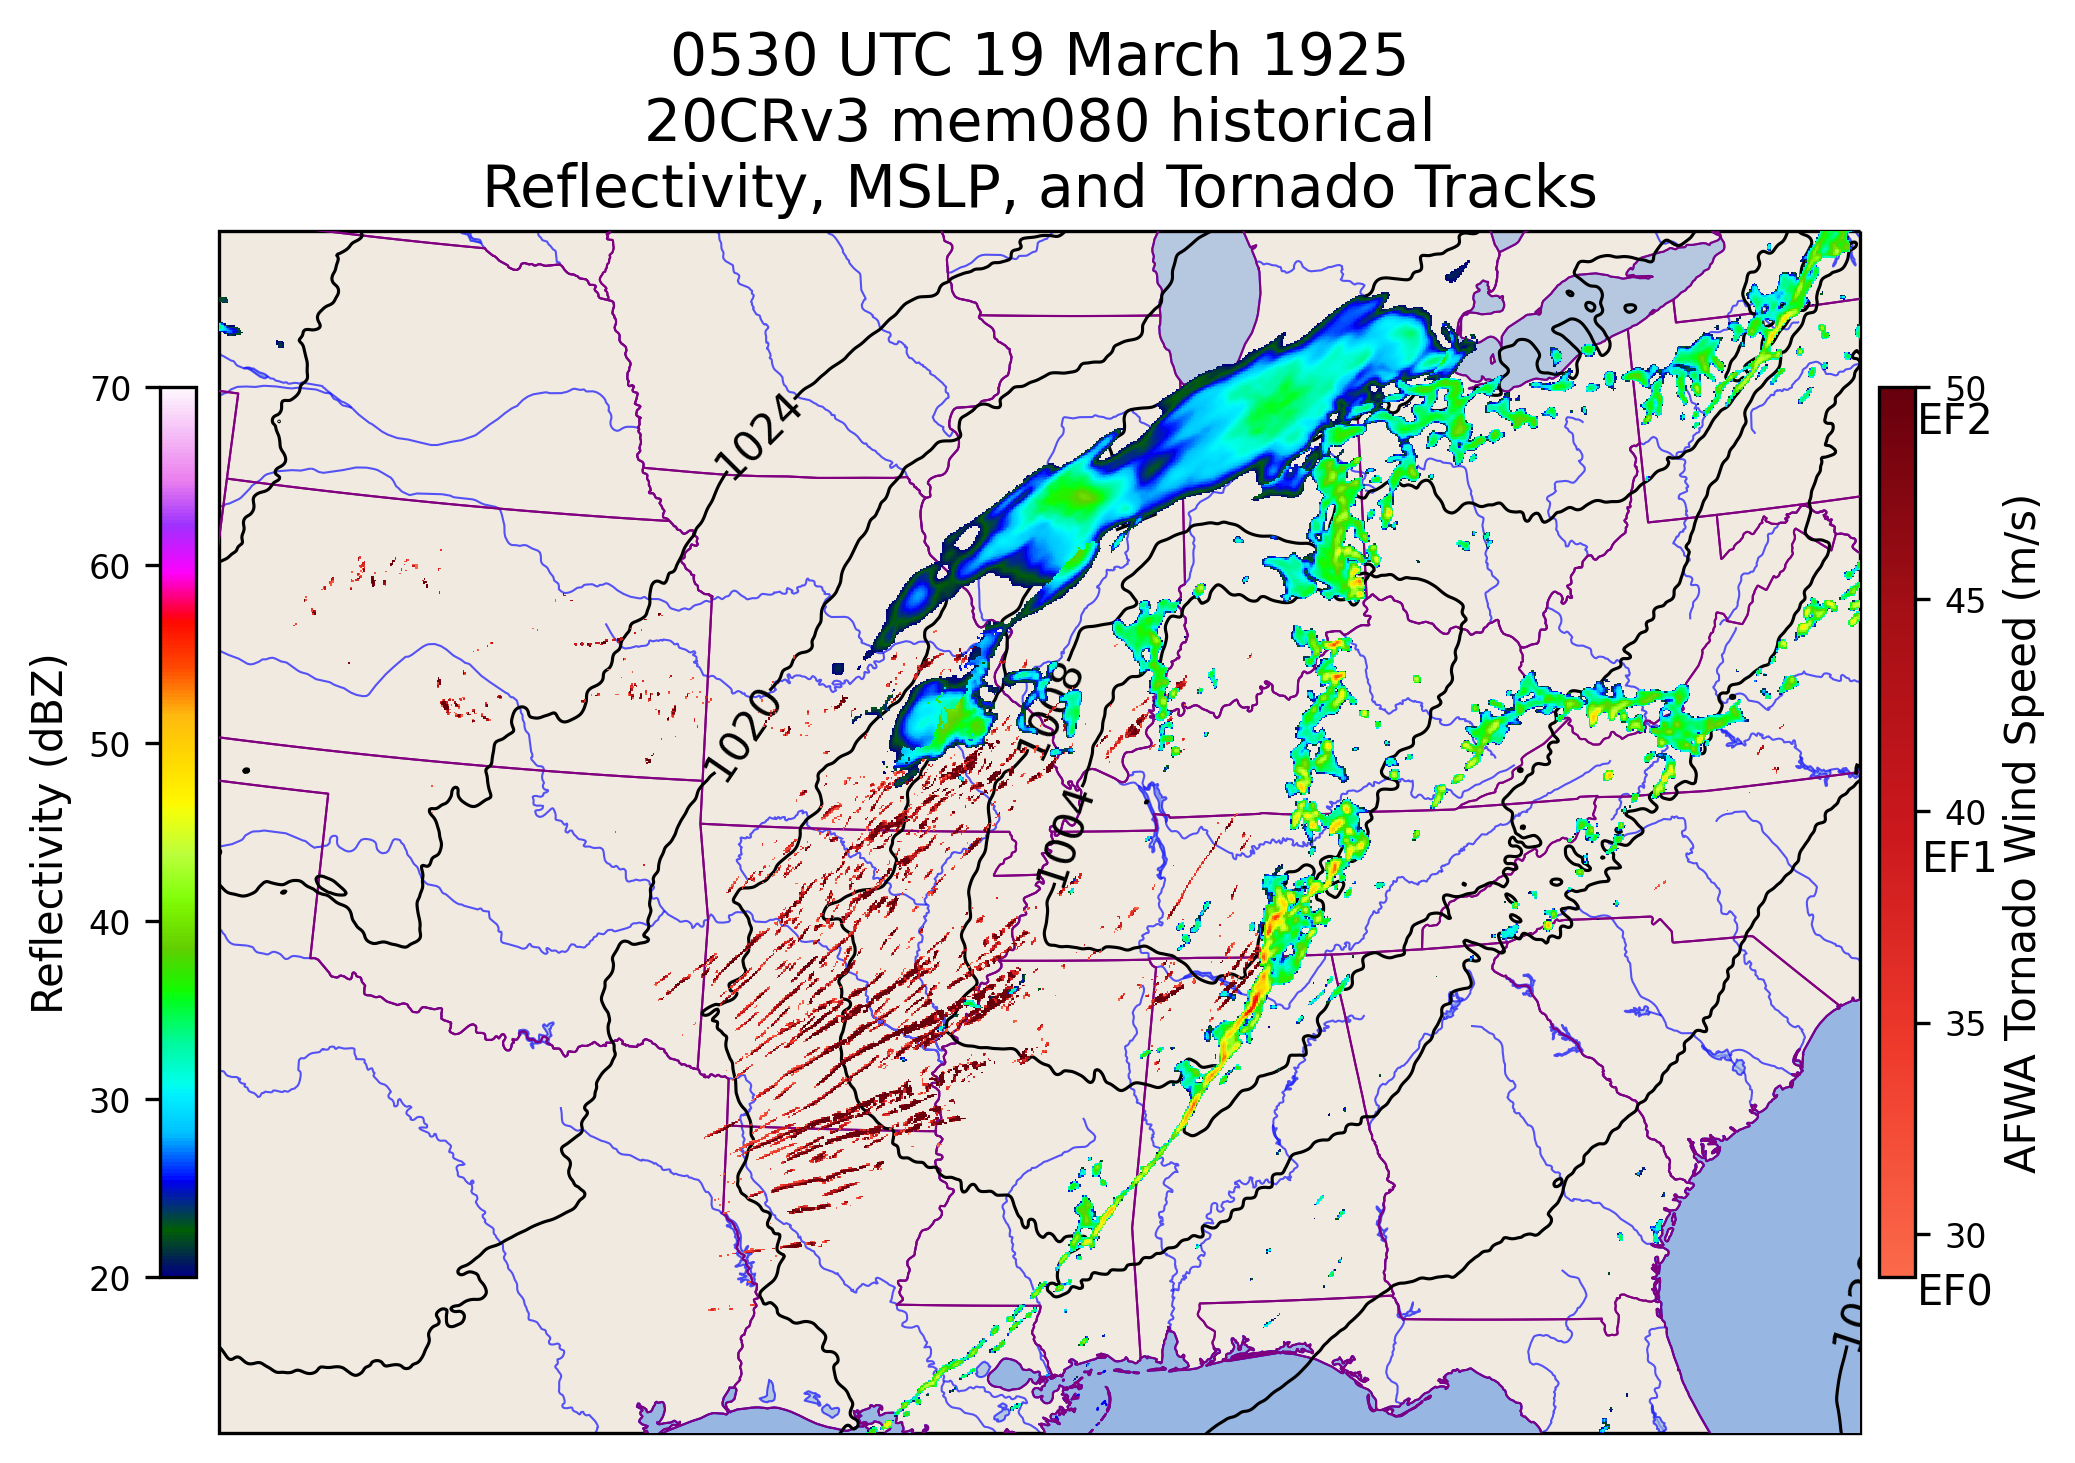 0530 UTC 19 March 1925
20CRv3 mem080 historical
Reflectivity, MSLP, and Tornado Tracks
70
60
50
40
30
20
Reflectivity (dBZ)
1024
1020
1008
1004
50
EF2
45
40
EF1
35
30
EF0
AFWA Tornado Wind Speed (m/s)